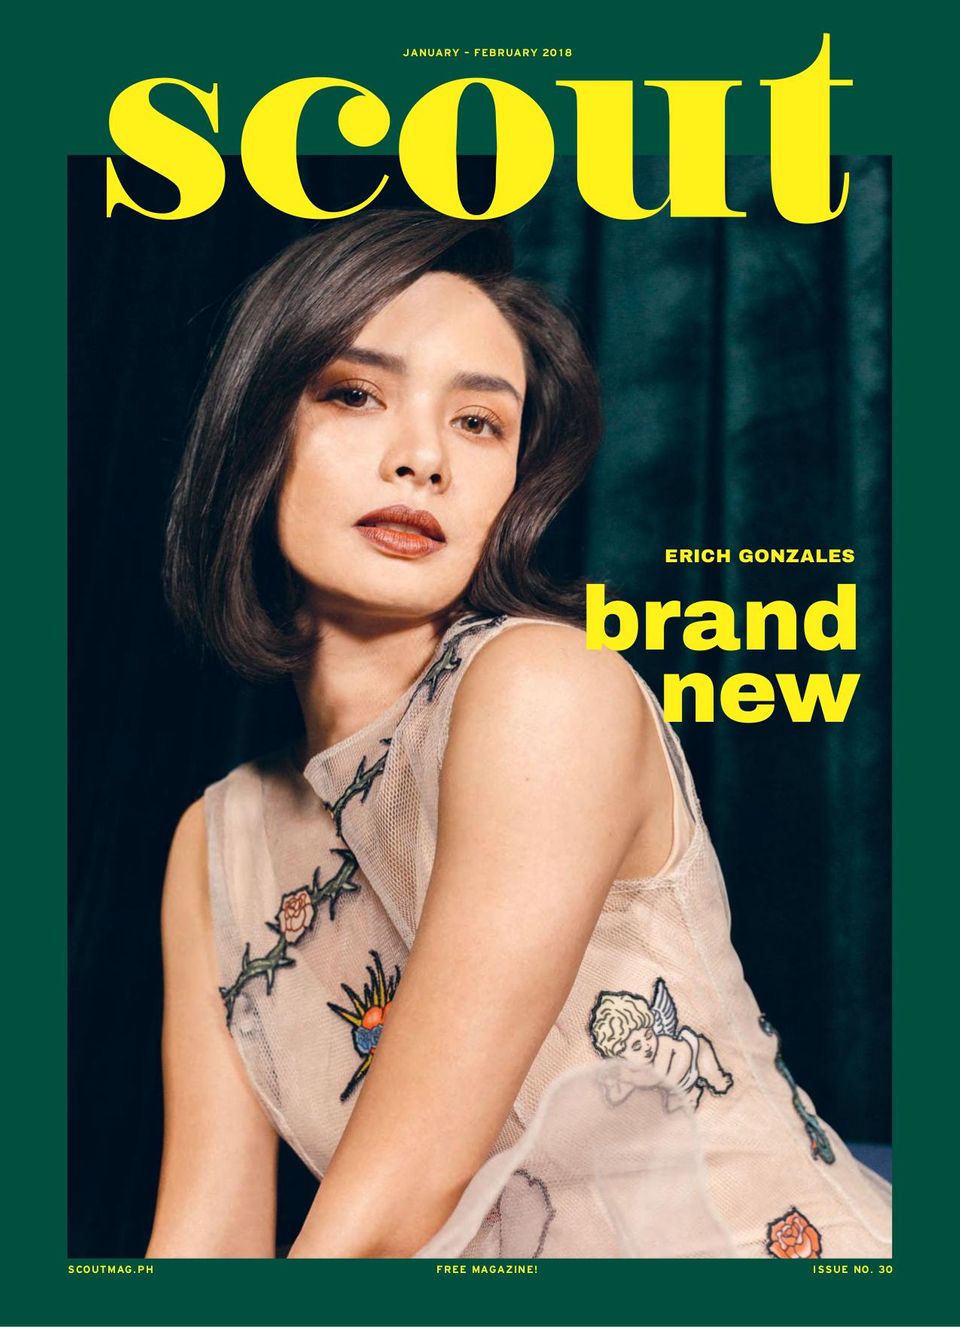 JANUARY – FEBRUARY 2018
scout
ERICH GONZALES
brand
new
SCOUTMAG.PH
FREE MAGAZINE!
ISSUE NO. 30